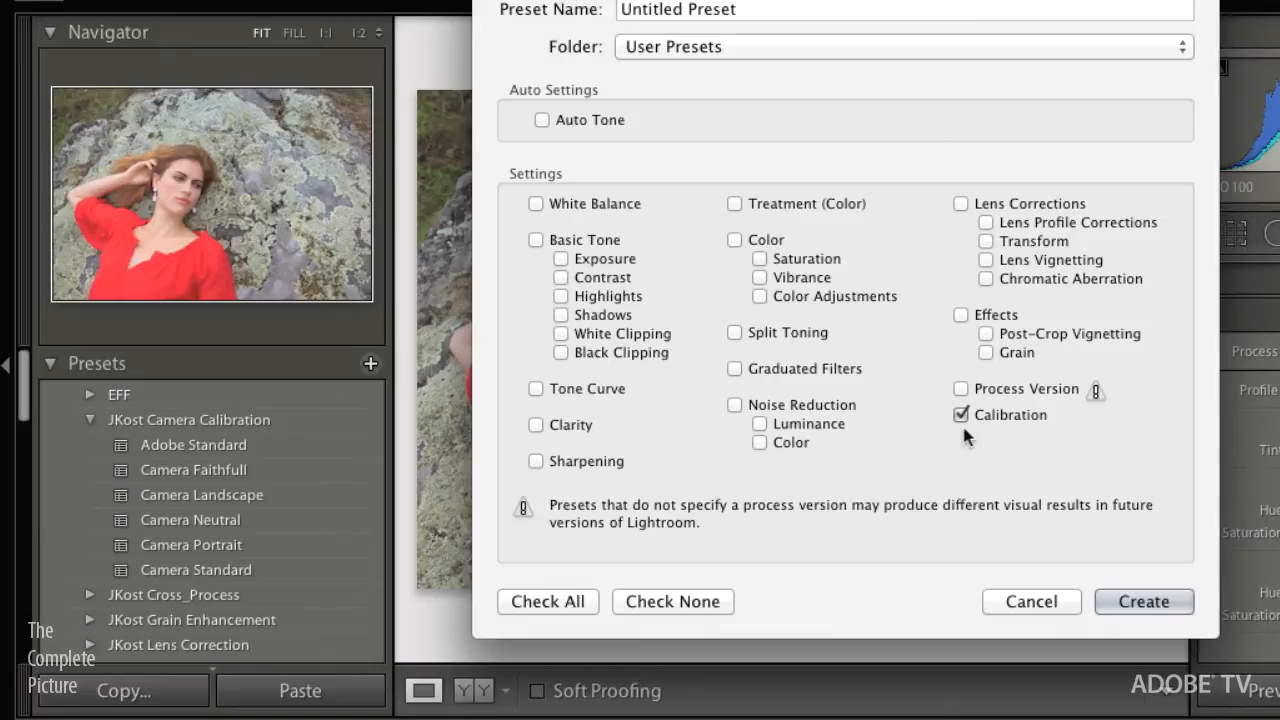 Navigator FIT FILL 1:1 1:2
Presets
EFF
JKost Camera Calibration
Adobe Standard
Camera Faithfull
Camera Landscape
Camera Neutral
Camera Portrait
Camera Standard
JKost Cross_Process
JKost Grain Enhancement
JKost Lens Correction
The
Complete
Picture
Copy... Paste
Preset Name: Untitled Preset
Folder: User Presets
Auto Settings
Auto Tone
Settings
White Balance
Basic Tone
Exposure
Contrast
Highlights
Shadows
White Clipping
Black Clipping
Tone Curve
Clarity
Sharpening
Treatment (Color)
Color
Saturation
Vibrance
Color Adjustments
Split Toning
Graduated Filters
Noise Reduction
Luminance
Color
Lens Corrections
Lens Profile Corrections
Transform
Lens Vignetting
Chromatic Aberration
Effects
Post-Crop Vignetting
Grain
Process Version
Calibration
Presets that do not specify a process version may produce different visual results in future
versions of Lightroom.
Check All Check None Cancel Create
YY Soft Proofing
Process
Profile
Tint
Hue
Saturation
Hue
Saturation
ADOBE TV